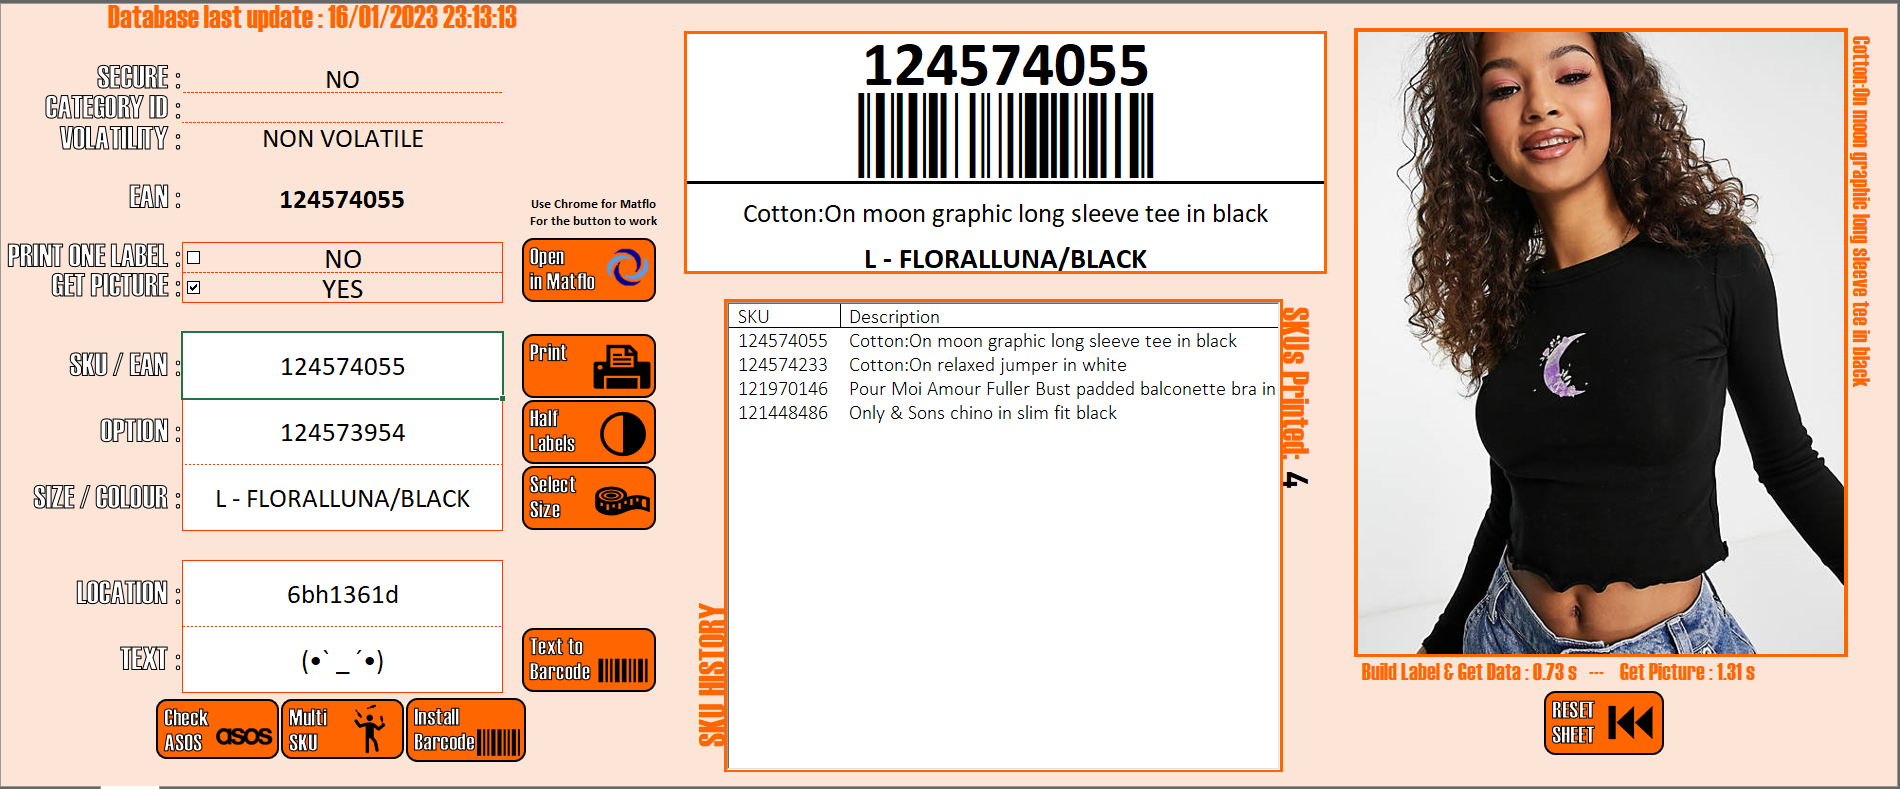 Database last update : 16/01/2023 23:13:13
SECURE : NO
CATEGORY ID :
VOLATILITY : NON VOLATILE
EAN : 124574055
Use Chrome for Matflo
For the button to work
PRINT ONE LABEL : NO
GET PICTURE : YES
Open
in Matflo
SKU / EAN : 124574055
Print
OPTION : 124573954
Half
Labels
SIZE / COLOUR : L - FLORALLUNA/BLACK
Select
Size
LOCATION : 6bh1361d
TEXT : (•` _ ´•)
Text to
Barcode
Check
ASOS asos
Multi
SKU
Install
Barcode
124574055
Cotton:On moon graphic long sleeve tee in black
L - FLORALLUNA/BLACK
SKU HISTORY
SKU Description
124574055 Cotton:On moon graphic long sleeve tee in black
124574233 Cotton:On relaxed jumper in white
121970146 Pour Moi Amour Fuller Bust padded balconette bra in
121448486 Only & Sons chino in slim fit black
SKUs Printed: 4
Cotton:On moon graphic long sleeve tee in black
Build Label & Get Data : 0.73 s --- Get Picture : 1.31 s
RESET
SHEET